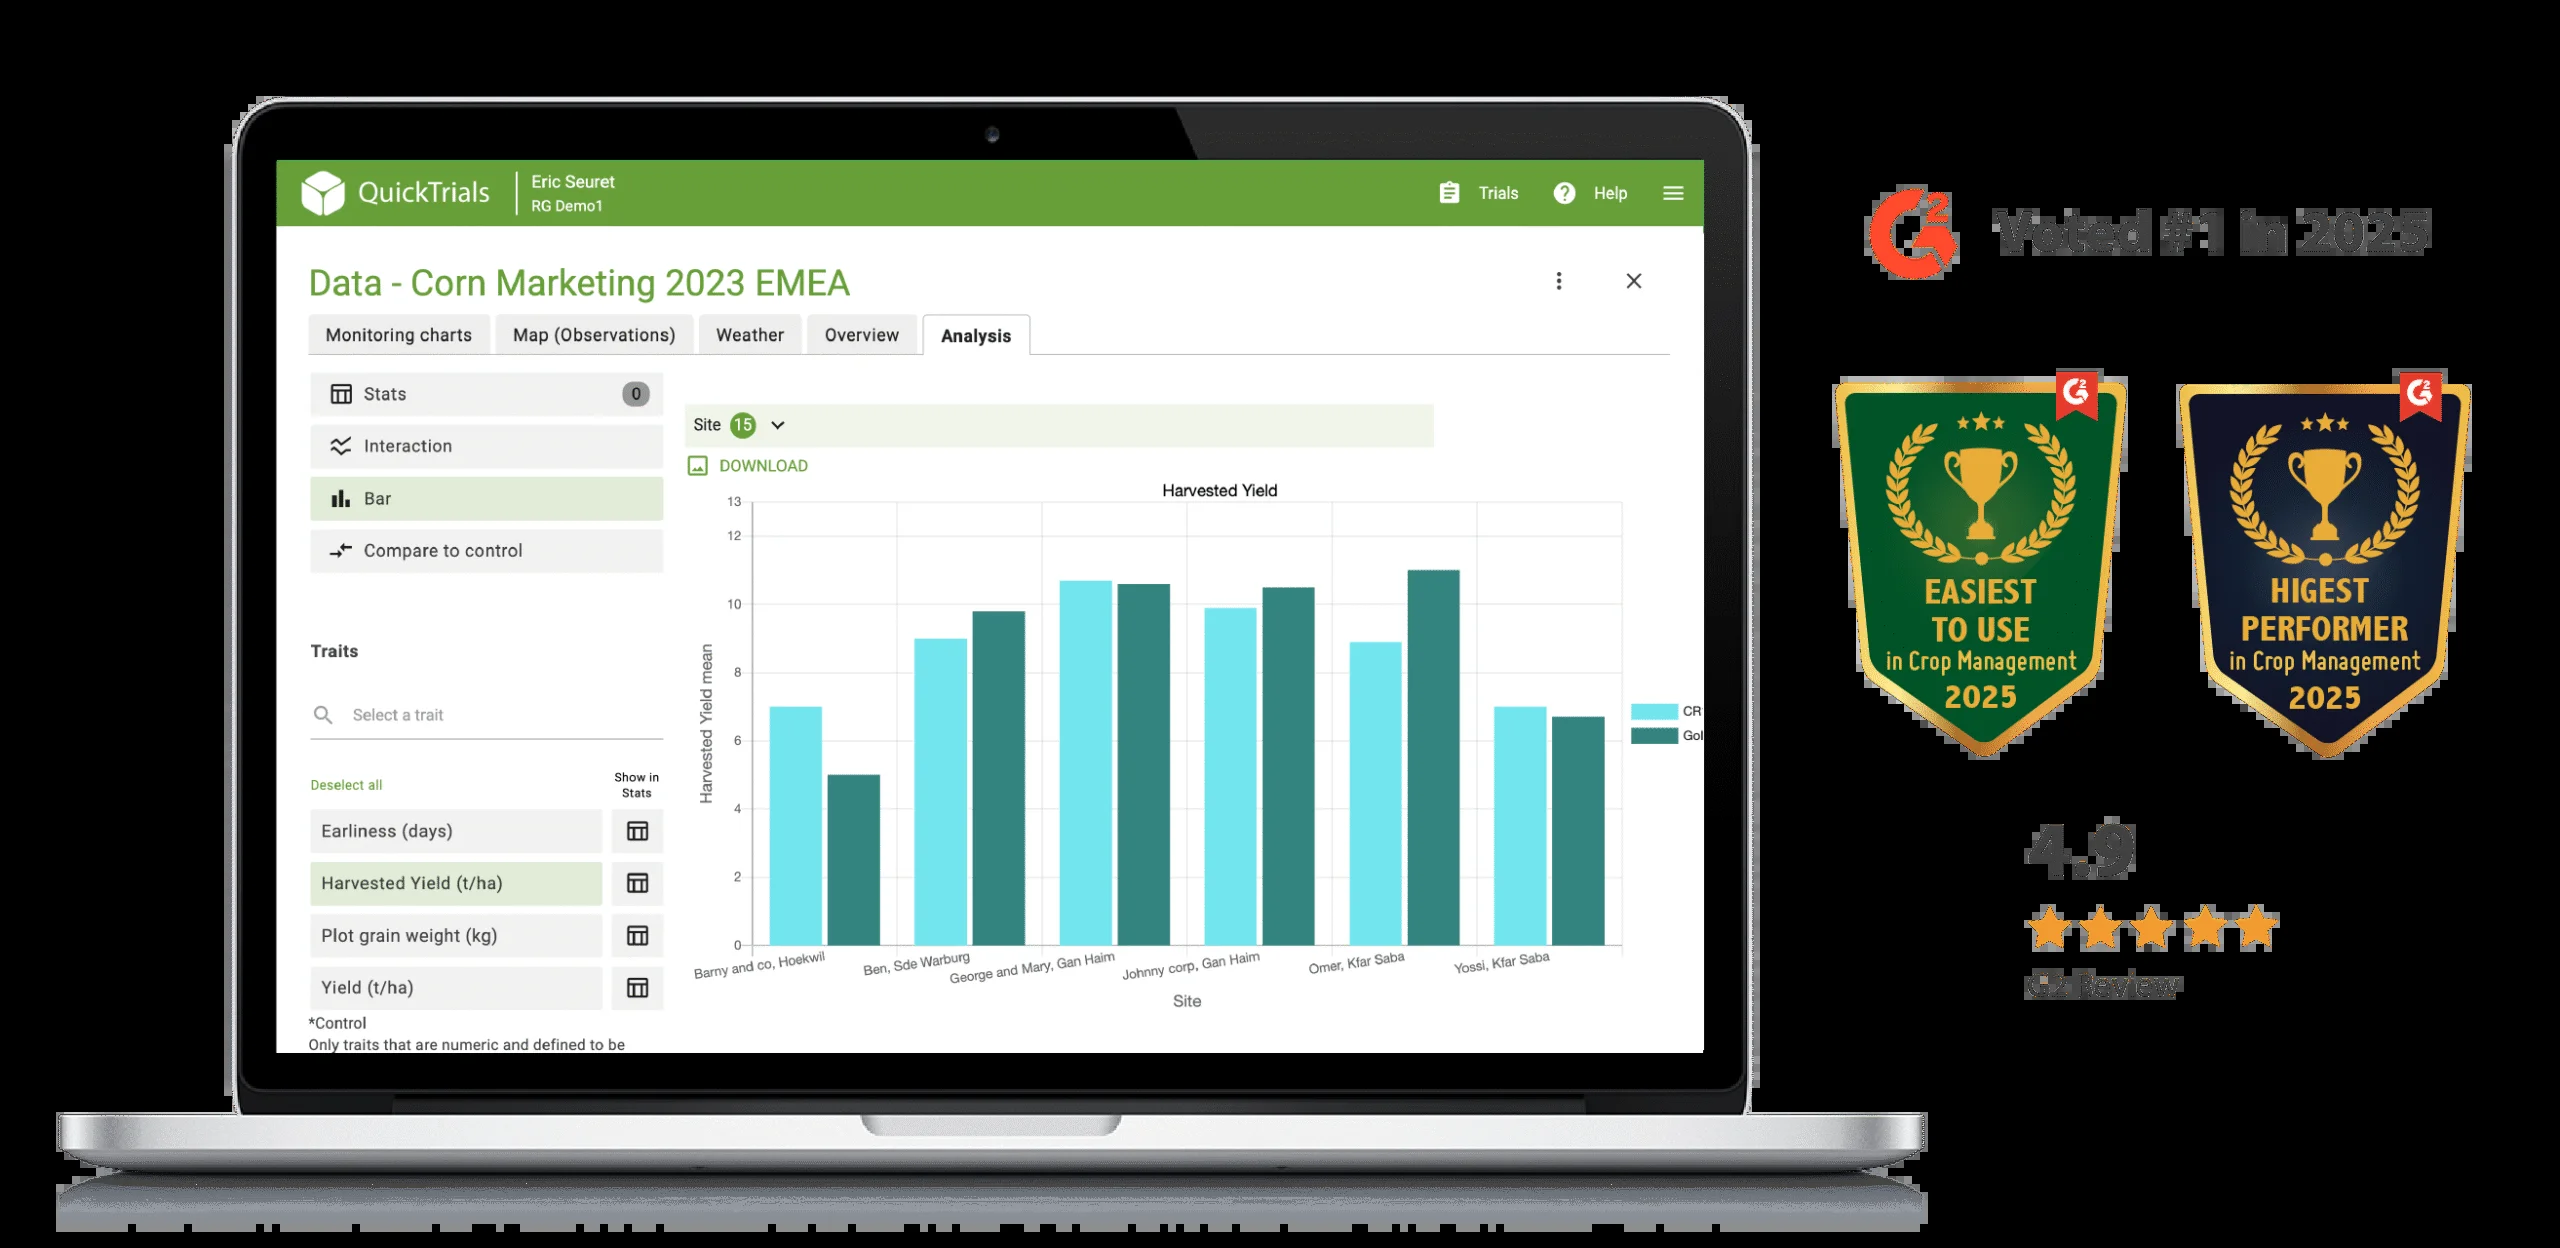 QuickTrials
Eric Seuret
RG Demo1
Trials
Help
Data - Corn Marketing 2023 EMEA
Monitoring charts
Map (Observations)
Weather
Overview
Analysis
Stats
0
Interaction
Bar
Compare to control
Traits
Select a trait
Deselect all
Show in
Stats
Earliness (days)
Harvested Yield (t/ha)
Plot grain weight (kg)
Yield (t/ha)
*Control
Only traits that are numeric and defined to be
Site 15
DOWNLOAD
Harvested Yield
13
12
10
8
6
4
2
0
Harvested Yield mean
Barny and co, Hoekwil
Ben, Sde Warburg
George and Mary, Gan Haim
Johnny corp, Gan Haim
Omer, Kfar Saba
Yossi, Kfar Saba
Site
CR
Gol
G2
Voted #1 in 2025
G2
EASIEST
TO USE
in Crop Management
2025
G2
HIGEST
PERFORMER
in Crop Management
2025
4.9
G2 Review